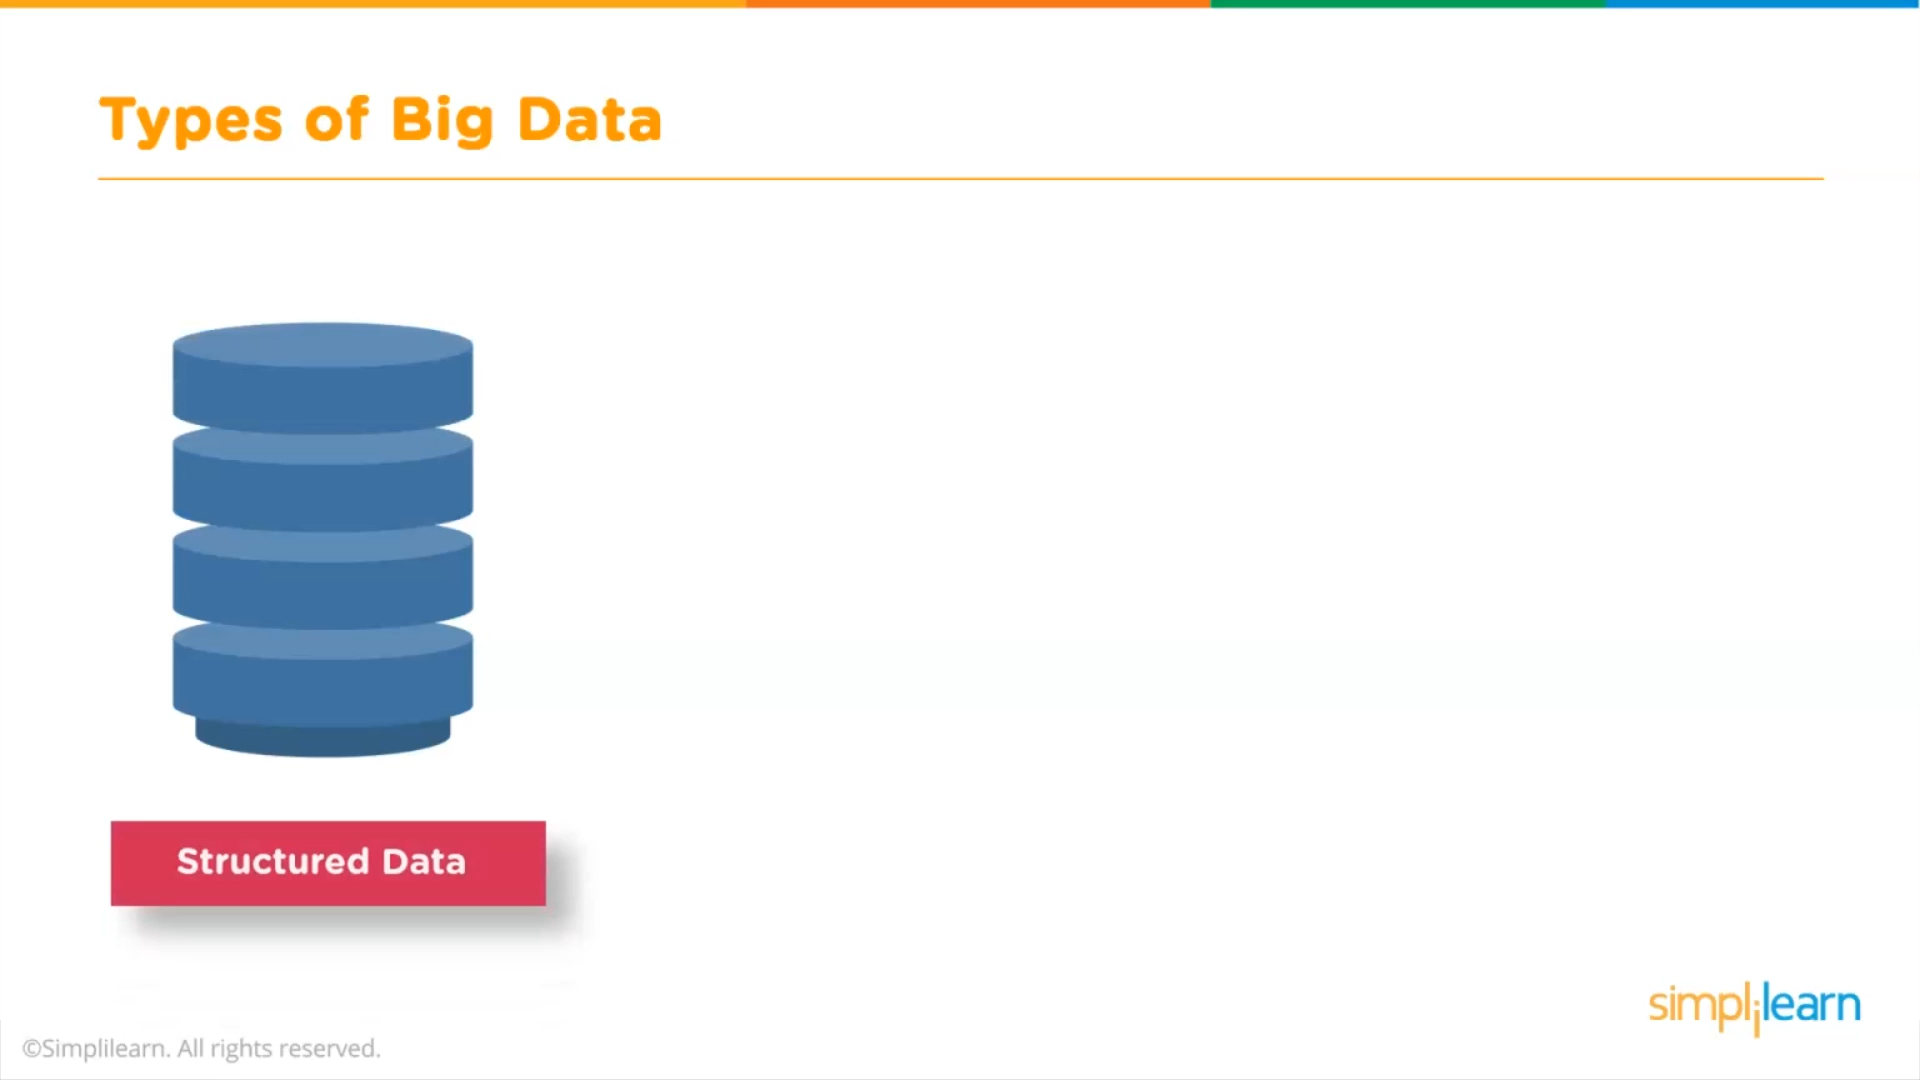 Types of Big Data
Structured Data
simplilearn
©Simplilearn. All rights reserved.